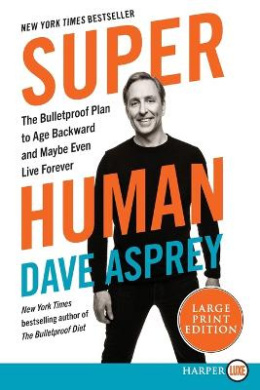 NEW YORK TIMES BESTSELLER
SUPER
The Bulletproof Plan
to Age Backward
and Maybe Even
Live Forever
HUMAN
DAVE ASPREY
New York Times
bestselling author of
The Bulletproof Diet
LARGE
PRINT
EDITION
HARPER LUXE